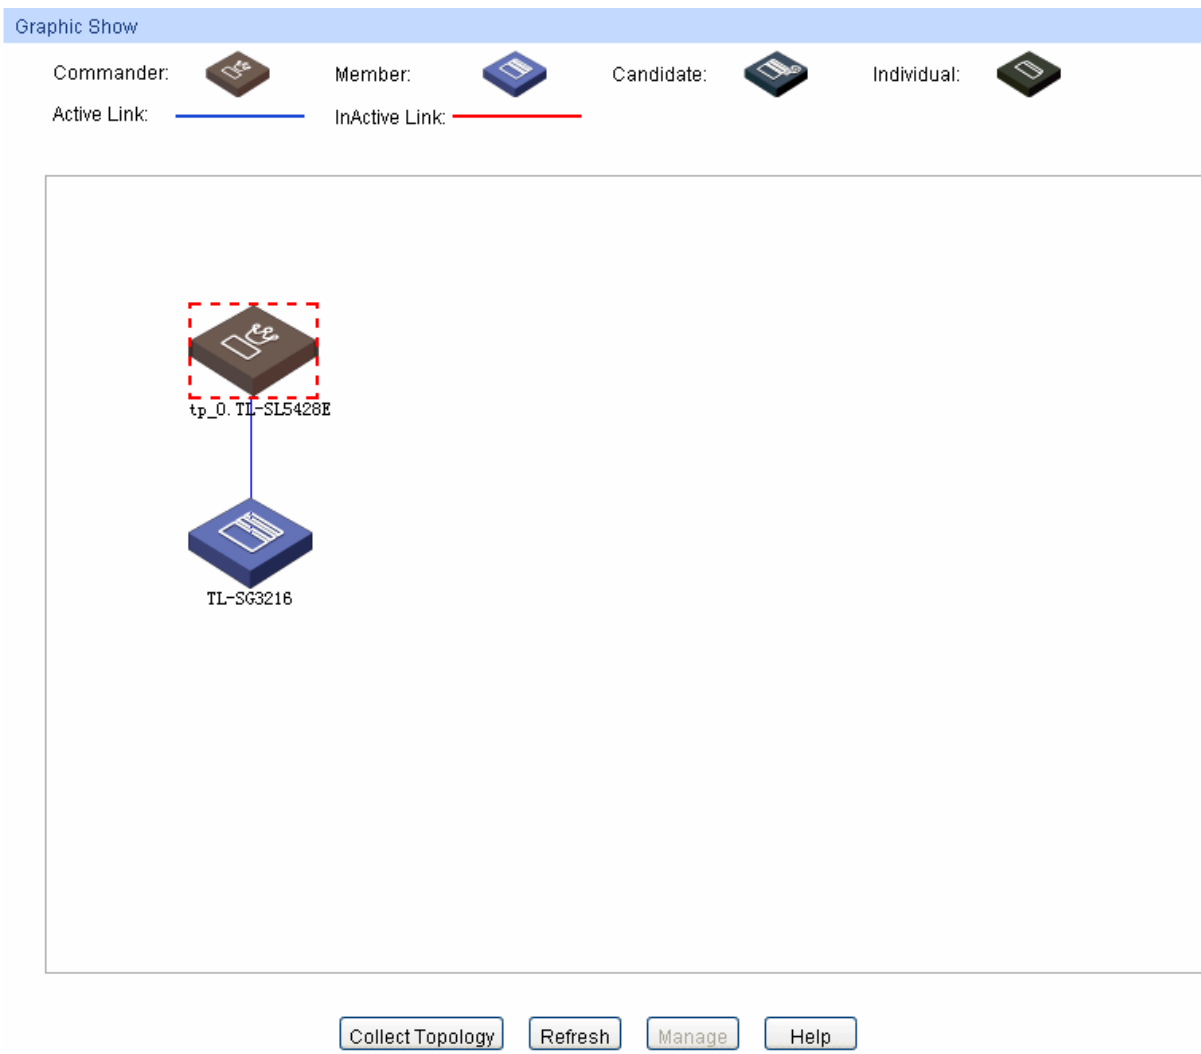 Graphic Show
Commander: Member: Candidate: Individual:
Active Link: InActive Link:
tp_0.TL-SL5428E
TL-SG3216
Collect Topology Refresh Manage Help